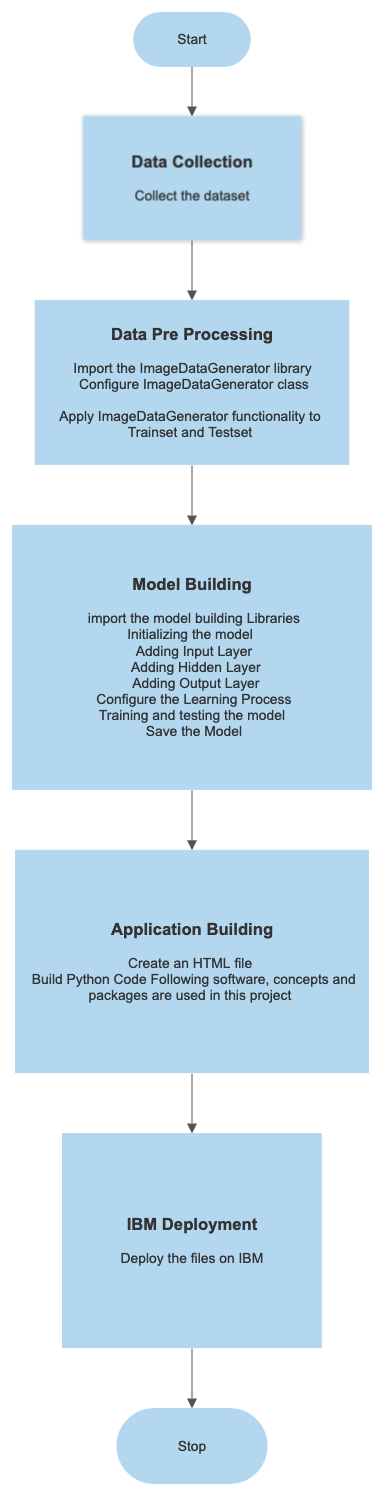 Start
Data Collection
Collect the dataset
Data Pre Processing
Import the ImageDataGenerator library
Configure ImageDataGenerator class
Apply ImageDataGenerator functionality to
Trainset and Testset
Model Building
import the model building Libraries
Initializing the model
Adding Input Layer
Adding Hidden Layer
Adding Output Layer
Configure the Learning Process
Training and testing the model
Save the Model
Application Building
Create an HTML file
Build Python Code Following software, concepts and
packages are used in this project
IBM Deployment
Deploy the files on IBM
Stop